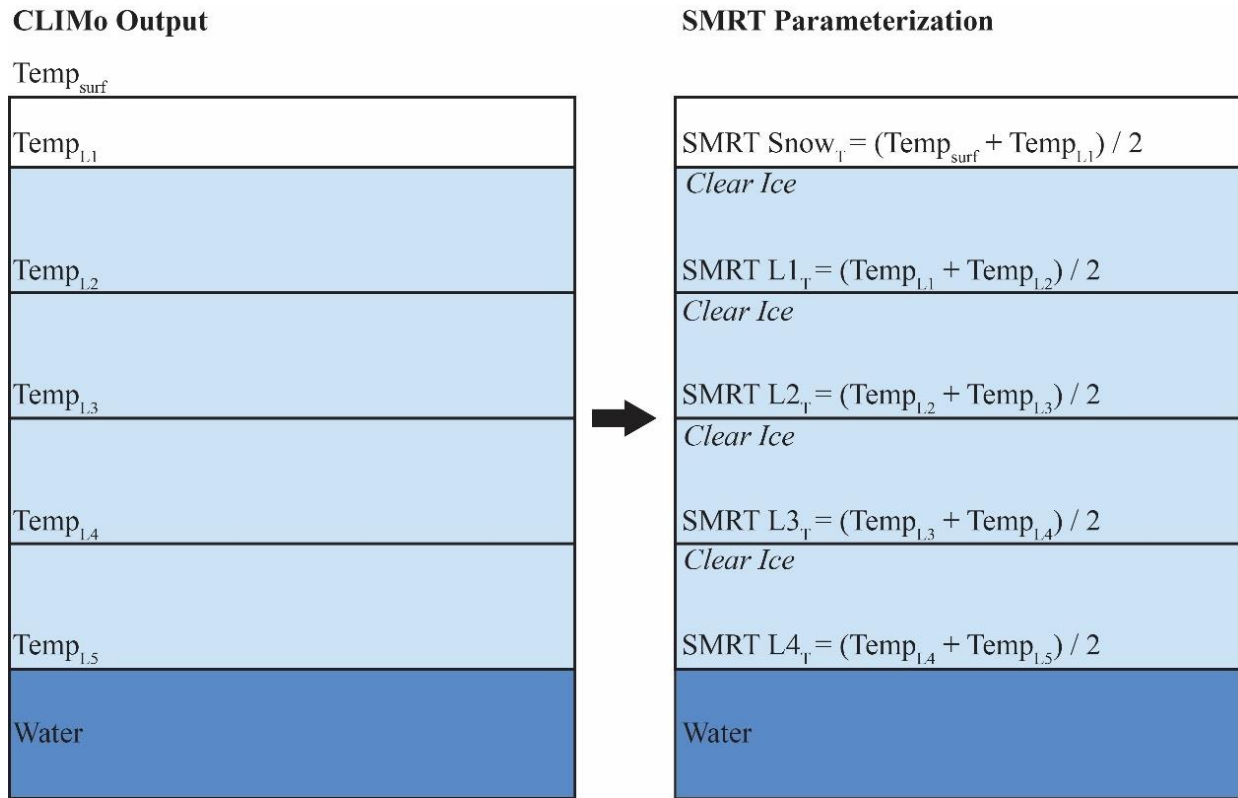 CLIMo Output
Temp_surf
Temp_L1
Temp_L2
Temp_L3
Temp_L4
Temp_L5
Water
SMRT Parameterization
SMRT Snow_T = (Temp_surf + Temp_L1) / 2
Clear Ice
SMRT L1_T = (Temp_L1 + Temp_L2) / 2
Clear Ice
SMRT L2_T = (Temp_L2 + Temp_L3) / 2
Clear Ice
SMRT L3_T = (Temp_L3 + Temp_L4) / 2
Clear Ice
SMRT L4_T = (Temp_L4 + Temp_L5) / 2
Water